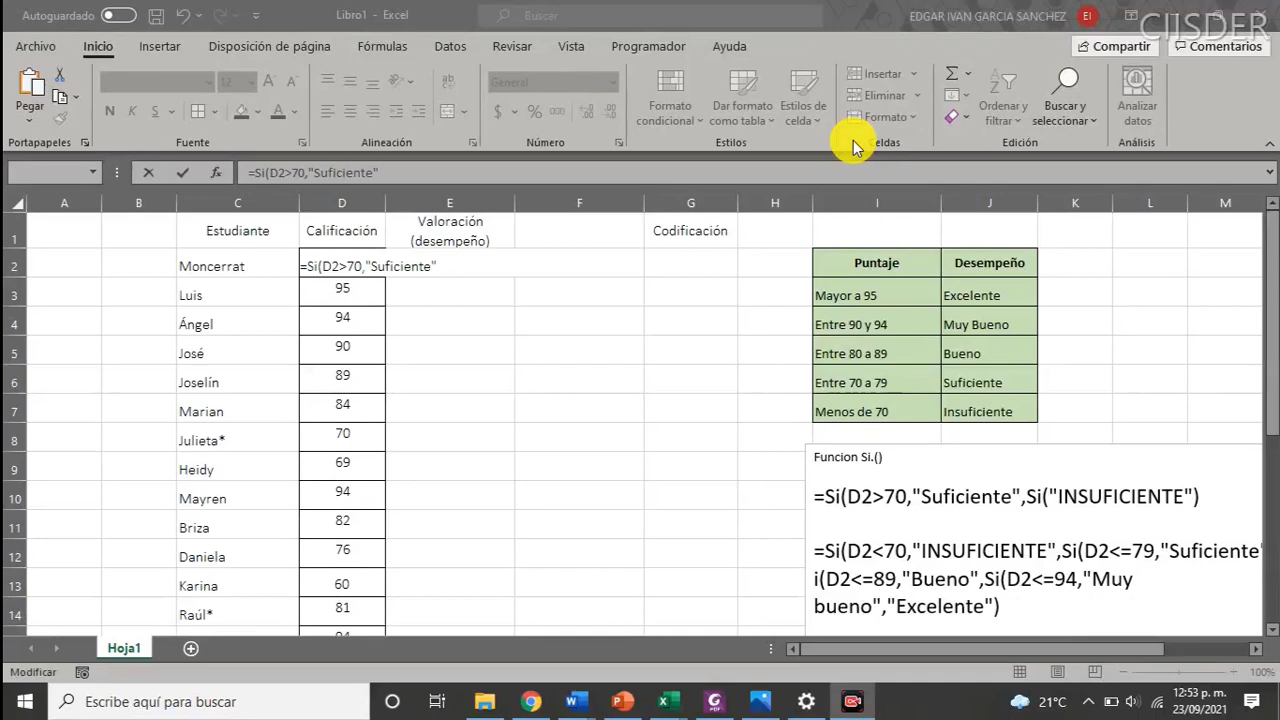 Autoguardado
Libro1 - Excel
Buscar
EDGAR IVAN GARCIA SANCHEZ
EI
CIISDER
Archivo
Inicio
Insertar
Disposición de página
Fórmulas
Datos
Revisar
Vista
Programador
Ayuda
Compartir
Comentarios
Pegar
12
N K S
General
$ % 000
Formato condicional
Dar formato como tabla
Estilos de celda
Insertar
Eliminar
Formato
Ordenar y filtrar
Buscar y seleccionar
Analizar datos
Portapapeles
Fuente
Alineación
Número
Estilos
Celdas
Edición
Análisis
fx
=Si(D2>70,"Suficiente"
A B C D E F G H I J K L M
1 Estudiante Calificación Valoración (desempeño) Codificación
2 Moncerrat =Si(D2>70,"Suficiente" Puntaje Desempeño
3 Luis 95 Mayor a 95 Excelente
4 Ángel 94 Entre 90 y 94 Muy Bueno
5 José 90 Entre 80 a 89 Bueno
6 Joselín 89 Entre 70 a 79 Suficiente
7 Marian 84 Menos de 70 Insuficiente
8 Julieta* 70
9 Heidy 69
10 Mayren 94
11 Briza 82
12 Daniela 76
13 Karina 60
14 Raúl* 81
94
Funcion Si.()
=Si(D2>70,"Suficiente",Si("INSUFICIENTE")
=Si(D2<70,"INSUFICIENTE",Si(D2<=79,"Suficiente"
i(D2<=89,"Bueno",Si(D2<=94,"Muy
bueno","Excelente")
Hoja1
Modificar
100%
Escribe aquí para buscar
21°C
12:53 p. m.
23/09/2021